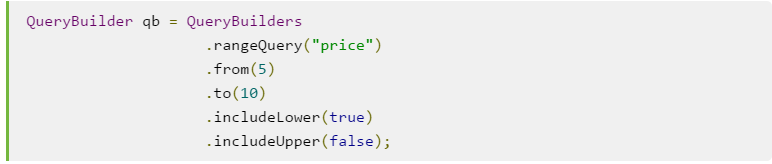 QueryBuilder qb = QueryBuilders
.rangeQuery("price")
.from(5)
.to(10)
.includeLower(true)
.includeUpper(false);